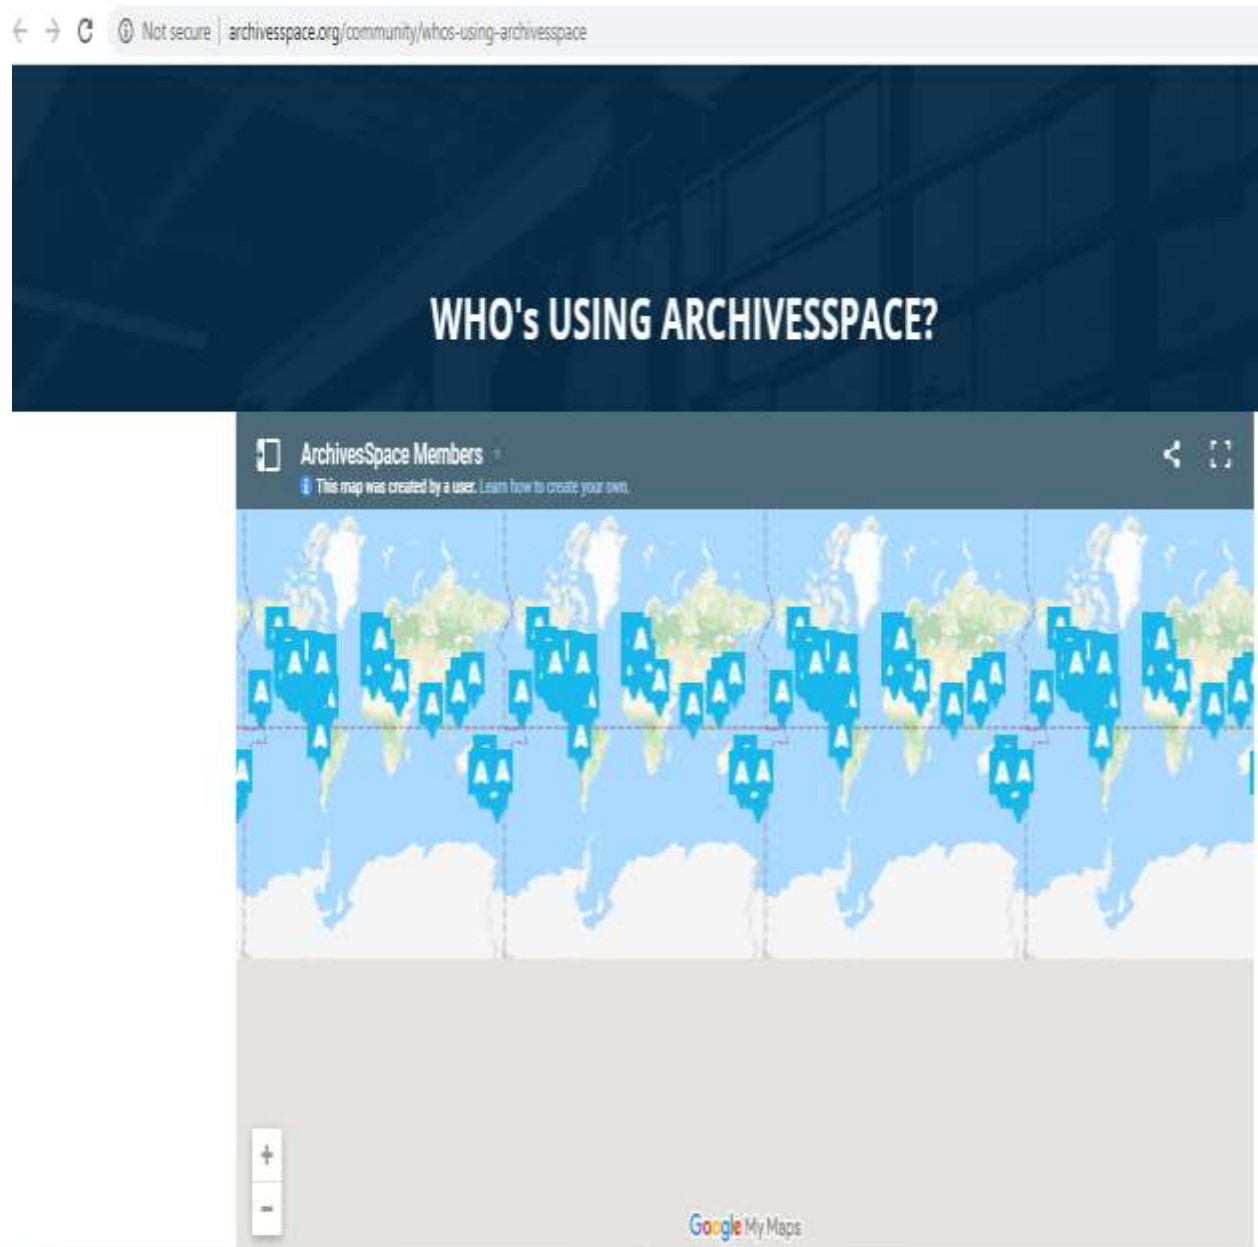 Not secure | archivesspace.org/community/whos-using-archivesspace
WHO's USING ARCHIVESSPACE?
ArchivesSpace Members
This map was created by a user. Learn how to create your own.
Google My Maps